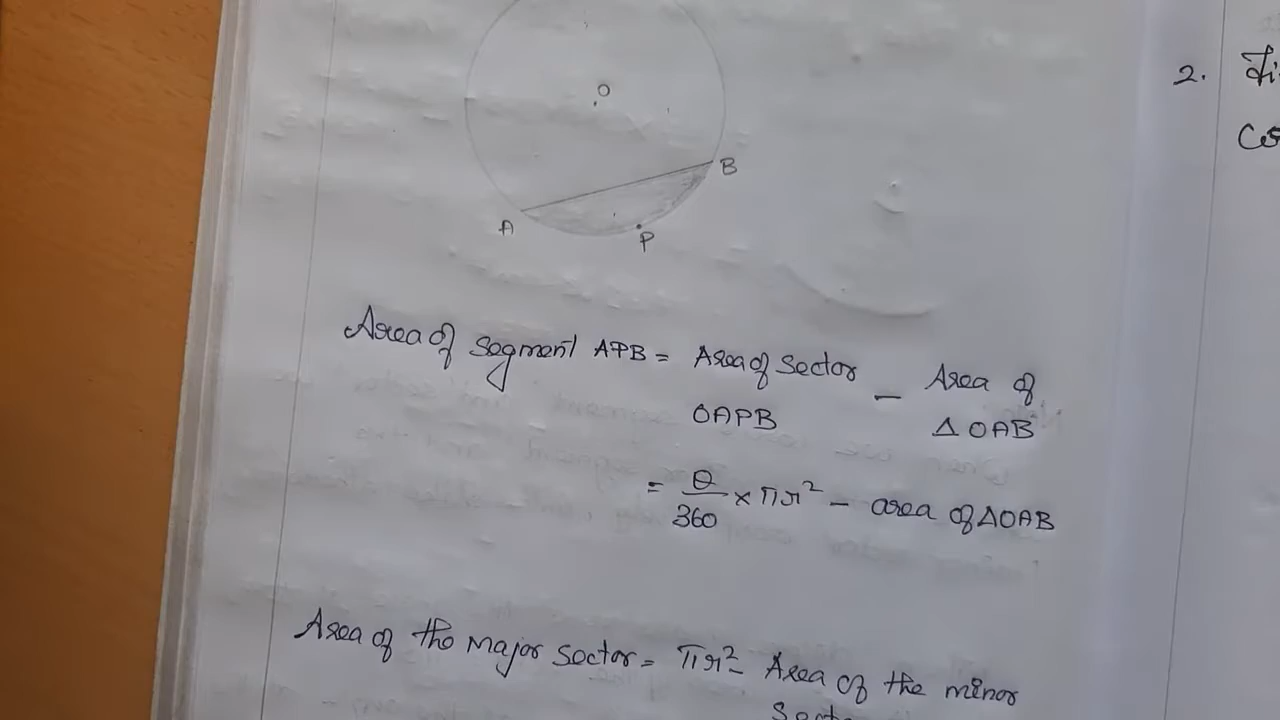 O
B
A
P
Area of segment APB = Area of sector OAPB – Area of Δ OAB
= θ/360 × πr² – area of ΔOAB
Area of the Major sector = πr² – Area of the minor
2.